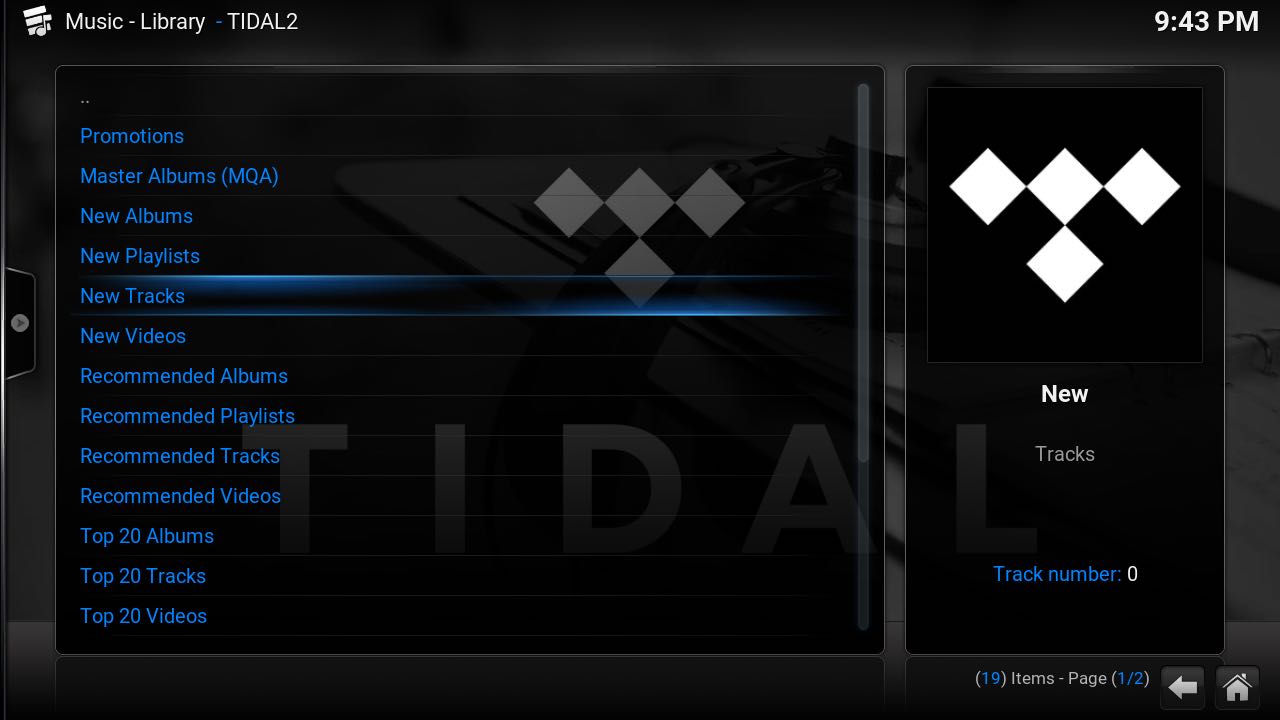 Music - Library - TIDAL2
9:43 PM
..
Promotions
Master Albums (MQA)
New Albums
New Playlists
New Tracks
New Videos
Recommended Albums
Recommended Playlists
Recommended Tracks
Recommended Videos
Top 20 Albums
Top 20 Tracks
Top 20 Videos
TIDAL
New
Tracks
Track number: 0
(19) Items - Page (1/2)